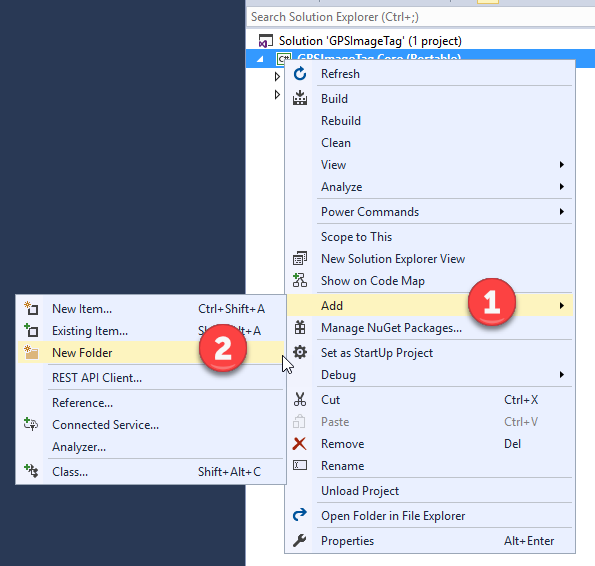 Search Solution Explorer (Ctrl+;)
Solution 'GPSImageTag' (1 project)
C# GPSImageTag.Core (Portable)
Refresh
Build
Rebuild
Clean
View
Analyze
Power Commands
Scope to This
New Solution Explorer View
Show on Code Map
Add
1
Manage NuGet Packages...
Set as StartUp Project
Debug
Cut Ctrl+X
Paste Ctrl+V
Remove Del
Rename
Unload Project
Open Folder in File Explorer
Properties Alt+Enter
New Item... Ctrl+Shift+A
Existing Item...
New Folder
2
REST API Client...
Reference...
Connected Service...
Analyzer...
Class... Shift+Alt+C